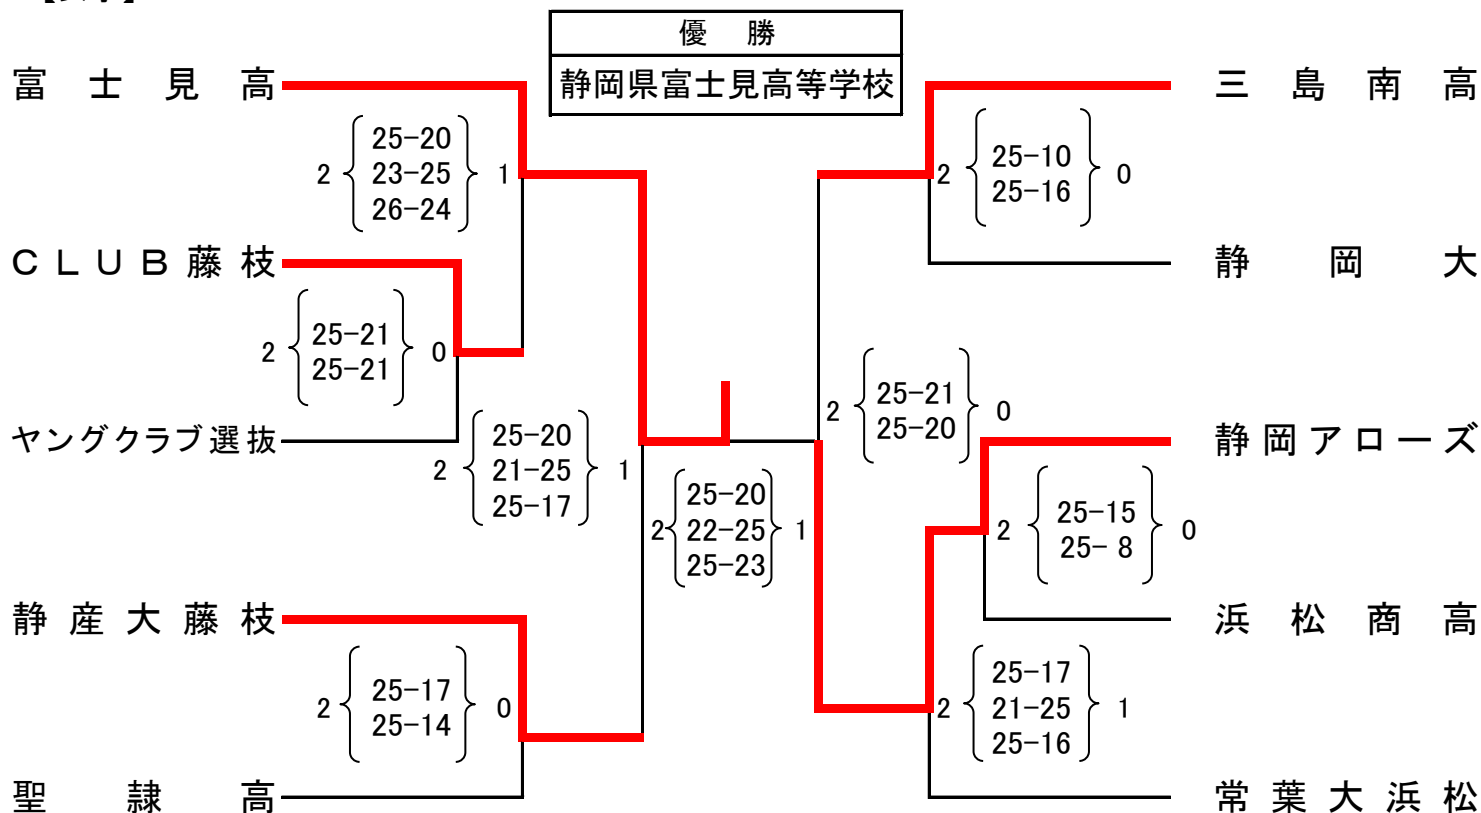 優 勝
静岡県富士見高等学校
富士見高
2 25-20 1
23-25
26-24
CLUB藤枝
2 25-21 0
25-21
ヤングクラブ選抜
2 25-20 1
21-25
25-17
静産大藤枝
2 25-17 0
25-14
聖隷高
2 25-20 1
22-25
25-23
三島南高
2 25-10 0
25-16
静岡大
2 25-21 0
25-20
静岡アローズ
2 25-15 0
25- 8
浜松商高
2 25-17 1
21-25
25-16
常葉大浜松